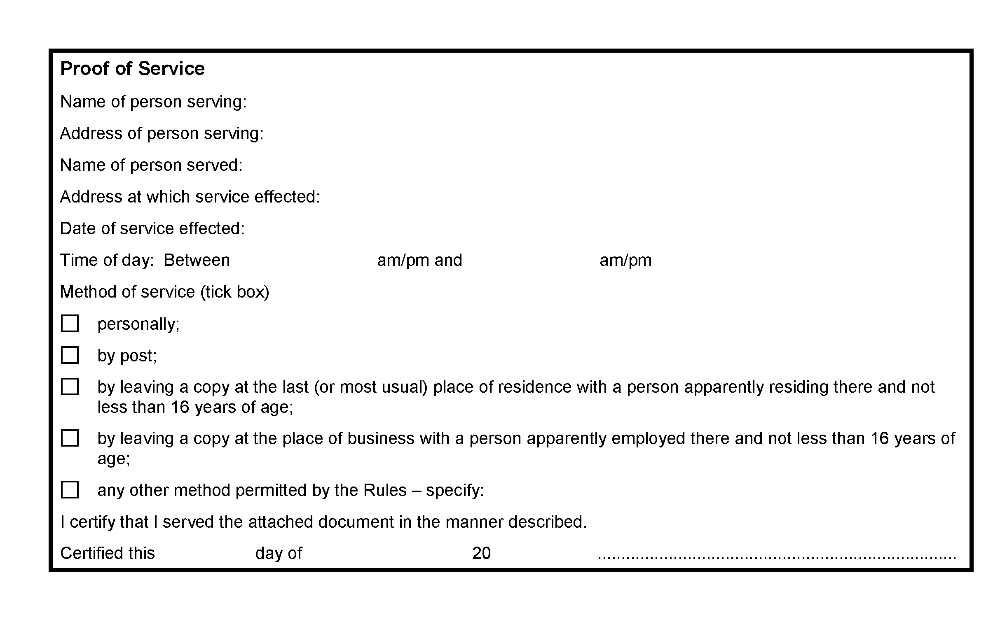 Proof of Service
Name of person serving:
Address of person serving:
Name of person served:
Address at which service effected:
Date of service effected:
Time of day:  Between am/pm and am/pm
Method of service (tick box)
personally;
by post;
by leaving a copy at the last (or most usual) place of residence with a person apparently residing there and not
less than 16 years of age;
by leaving a copy at the place of business with a person apparently employed there and not less than 16 years of
age;
any other method permitted by the Rules – specify:
I certify that I served the attached document in the manner described.
Certified this day of 20 ............................................................................